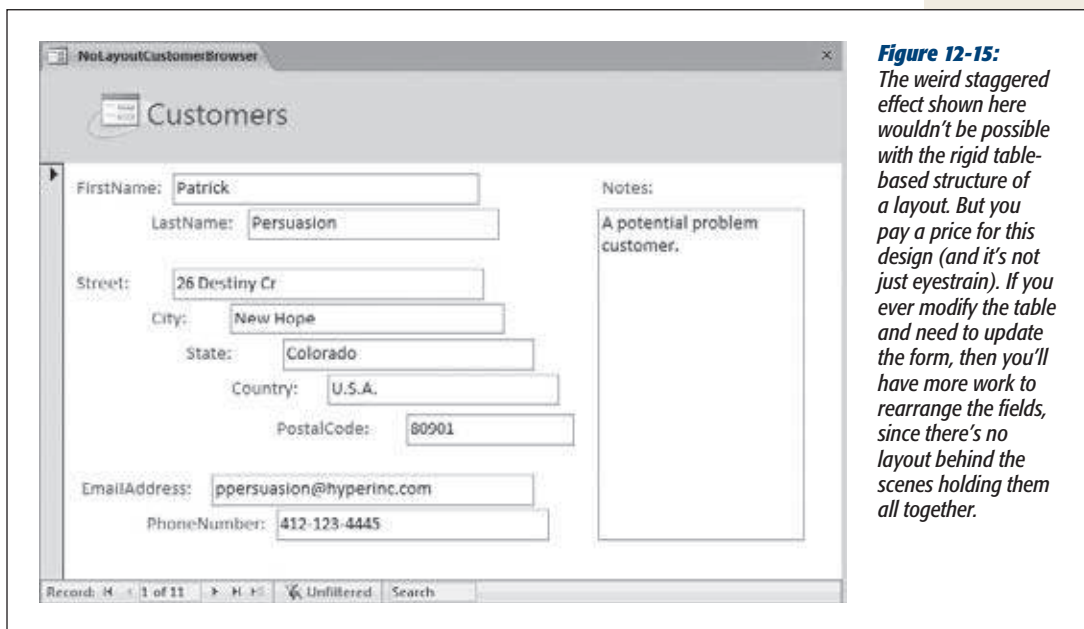 NoLayoutCustomerBrowser
Customers
FirstName: Patrick
LastName: Persuasion
Street: 26 Destiny Cr
City: New Hope
State: Colorado
Country: U.S.A.
PostalCode: 80901
EmailAddress: ppersuasion@hyperinc.com
PhoneNumber: 412-123-4445
Notes:
A potential problem
customer.
Record: 1 of 11 Unfiltered Search
Figure 12-15:
The weird staggered
effect shown here
wouldn't be possible
with the rigid table-
based structure of
a layout. But you
pay a price for this
design (and it's not
just eyestrain). If you
ever modify the table
and need to update
the form, then you'll
have more work to
rearrange the fields,
since there's no
layout behind the
scenes holding them
all together.